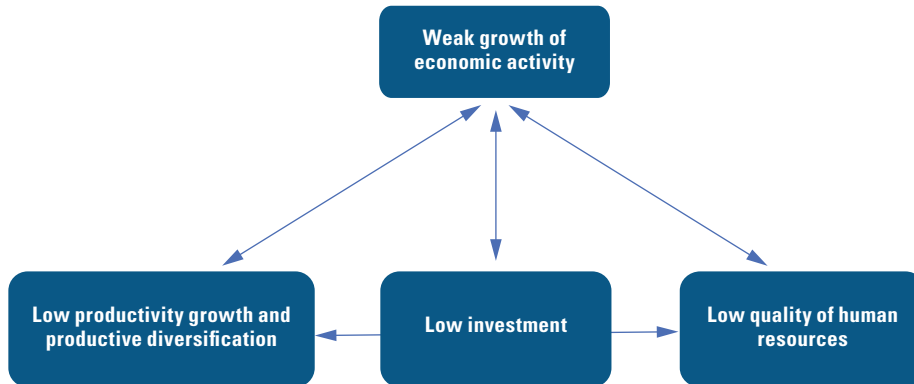 Weak growth of
economic activity
Low productivity growth and
productive diversification
Low investment
Low quality of human
resources